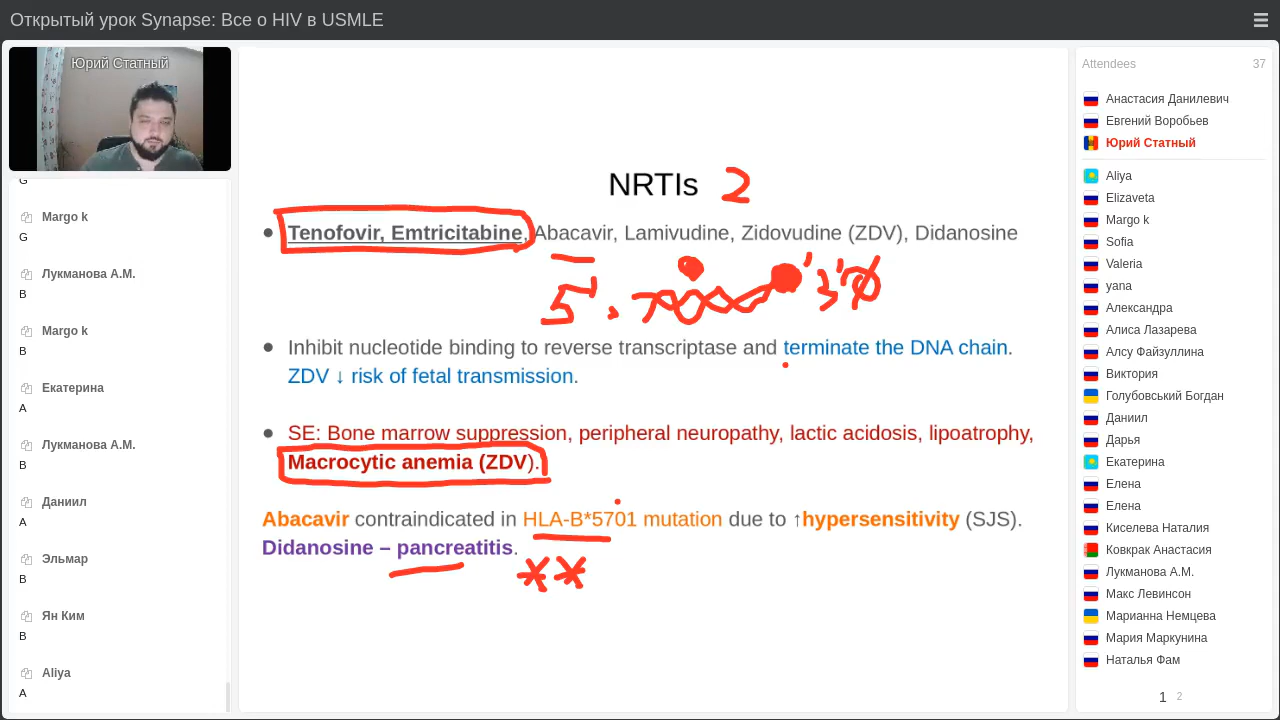 Открытый урок Synapse: Все о HIV в USMLE
Юрий Статный
G
Margo k
G
Лукманова А.М.
B
Margo k
B
Екатерина
A
Лукманова А.М.
B
Даниил
A
Эльмар
B
Ян Ким
B
Aliya
A
NRTIs 2
Tenofovir, Emtricitabine, Abacavir, Lamivudine, Zidovudine (ZDV), Didanosine
5' 3'
Inhibit nucleotide binding to reverse transcriptase and terminate the DNA chain.
ZDV ↓ risk of fetal transmission.
SE: Bone marrow suppression, peripheral neuropathy, lactic acidosis, lipoatrophy,
Macrocytic anemia (ZDV).
Abacavir contraindicated in HLA-B*5701 mutation due to ↑hypersensitivity (SJS).
Didanosine – pancreatitis.
**
Attendees 37
Анастасия Данилевич
Евгений Воробьев
Юрий Статный
Aliya
Elizaveta
Margo k
Sofia
Valeria
yana
Александра
Алиса Лазарева
Алсу Файзуллина
Виктория
Голубовський Богдан
Даниил
Дарья
Екатерина
Елена
Елена
Киселева Наталия
Ковкрак Анастасия
Лукманова А.М.
Макс Левинсон
Марианна Немцева
Мария Маркунина
Наталья Фам
1 2